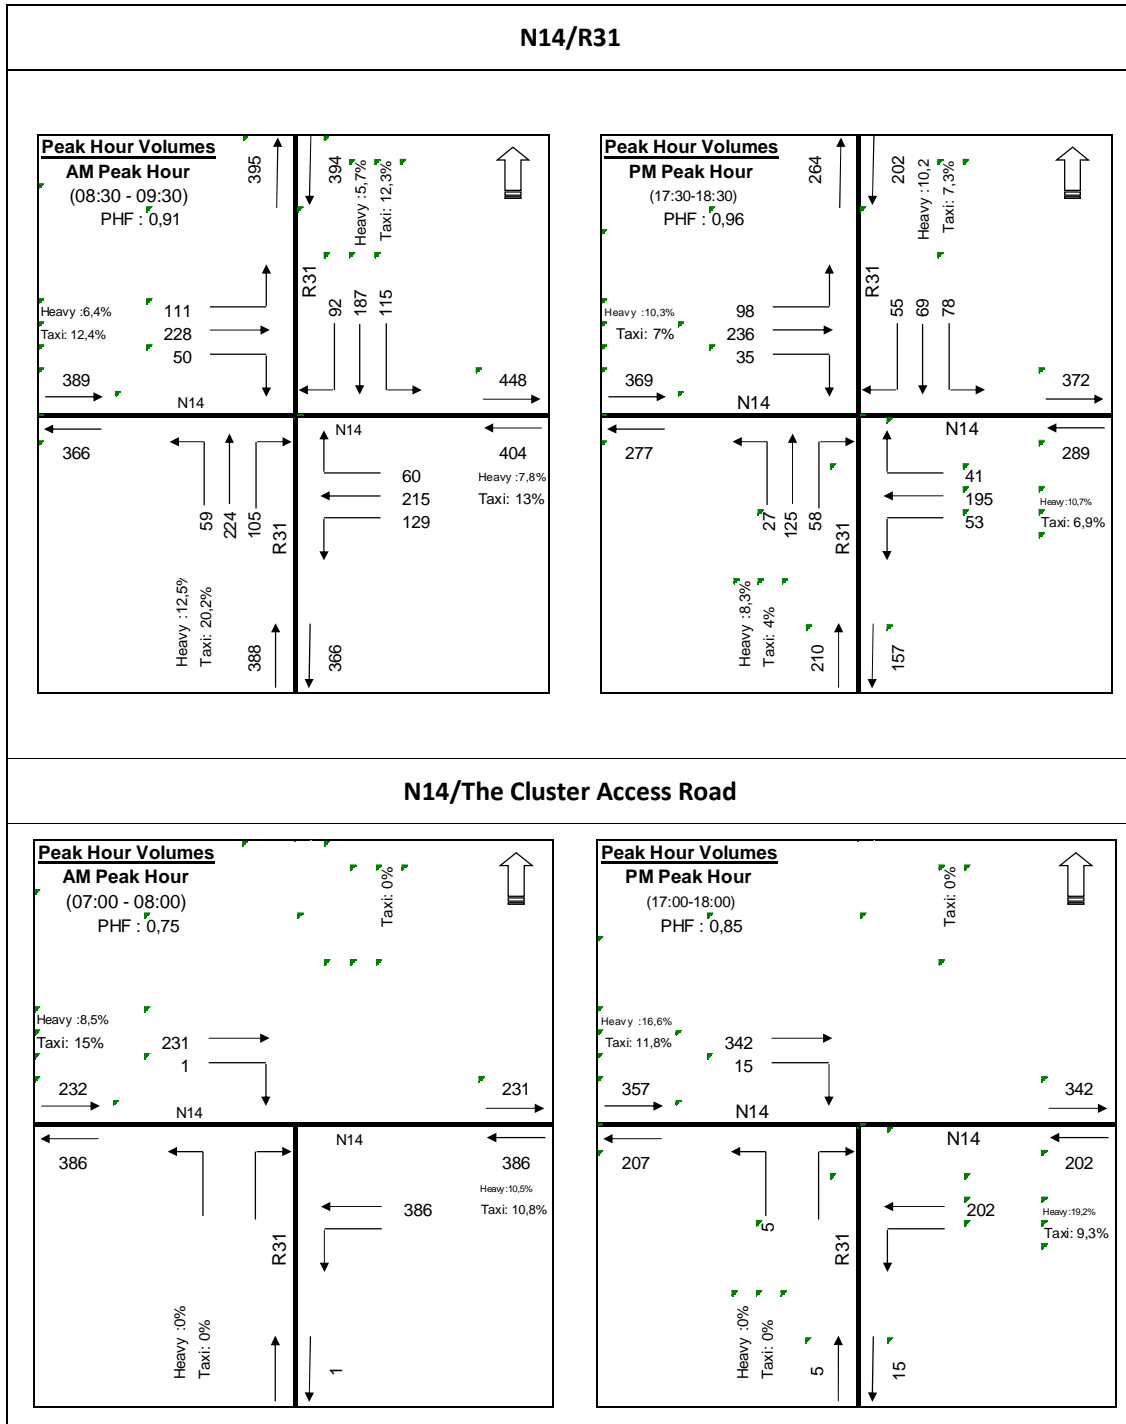 N14/R31
Peak Hour Volumes
AM Peak Hour
(08:30 - 09:30)
PHF : 0,91
395
394
Heavy :5,7%
Taxi: 12,3%
R31
Heavy :6,4%
Taxi: 12,4%
111
228
50
92
187
115
389
N14
448
366
N14
404
Heavy :7,8%
Taxi: 13%
60
215
129
59
224
105
R31
Heavy :12,5%
Taxi: 20,2%
388
366
Peak Hour Volumes
PM Peak Hour
(17:30-18:30)
PHF : 0,96
264
202
Heavy :10,2
Taxi: 7,3%
R31
Heavy :10,3%
Taxi: 7%
98
236
35
55
69
78
369
N14
372
277
N14
289
Heavy:10,7%
Taxi: 6,9%
41
195
53
27
125
58
R31
Heavy :8,3%
Taxi: 4%
210
157
N14/The Cluster Access Road
Peak Hour Volumes
AM Peak Hour
(07:00 - 08:00)
PHF : 0,75
Taxi: 0%
Heavy :8,5%
Taxi: 15%
231
1
232
N14
231
386
N14
386
Heavy:10,5%
Taxi: 10,8%
386
R31
Heavy :0%
Taxi: 0%
1
Peak Hour Volumes
PM Peak Hour
(17:00-18:00)
PHF : 0,85
Taxi: 0%
Heavy :16,6%
Taxi: 11,8%
342
15
357
N14
342
207
N14
202
Heavy:19,2%
Taxi: 9,3%
202
5
R31
Heavy :0%
Taxi: 0%
5
15